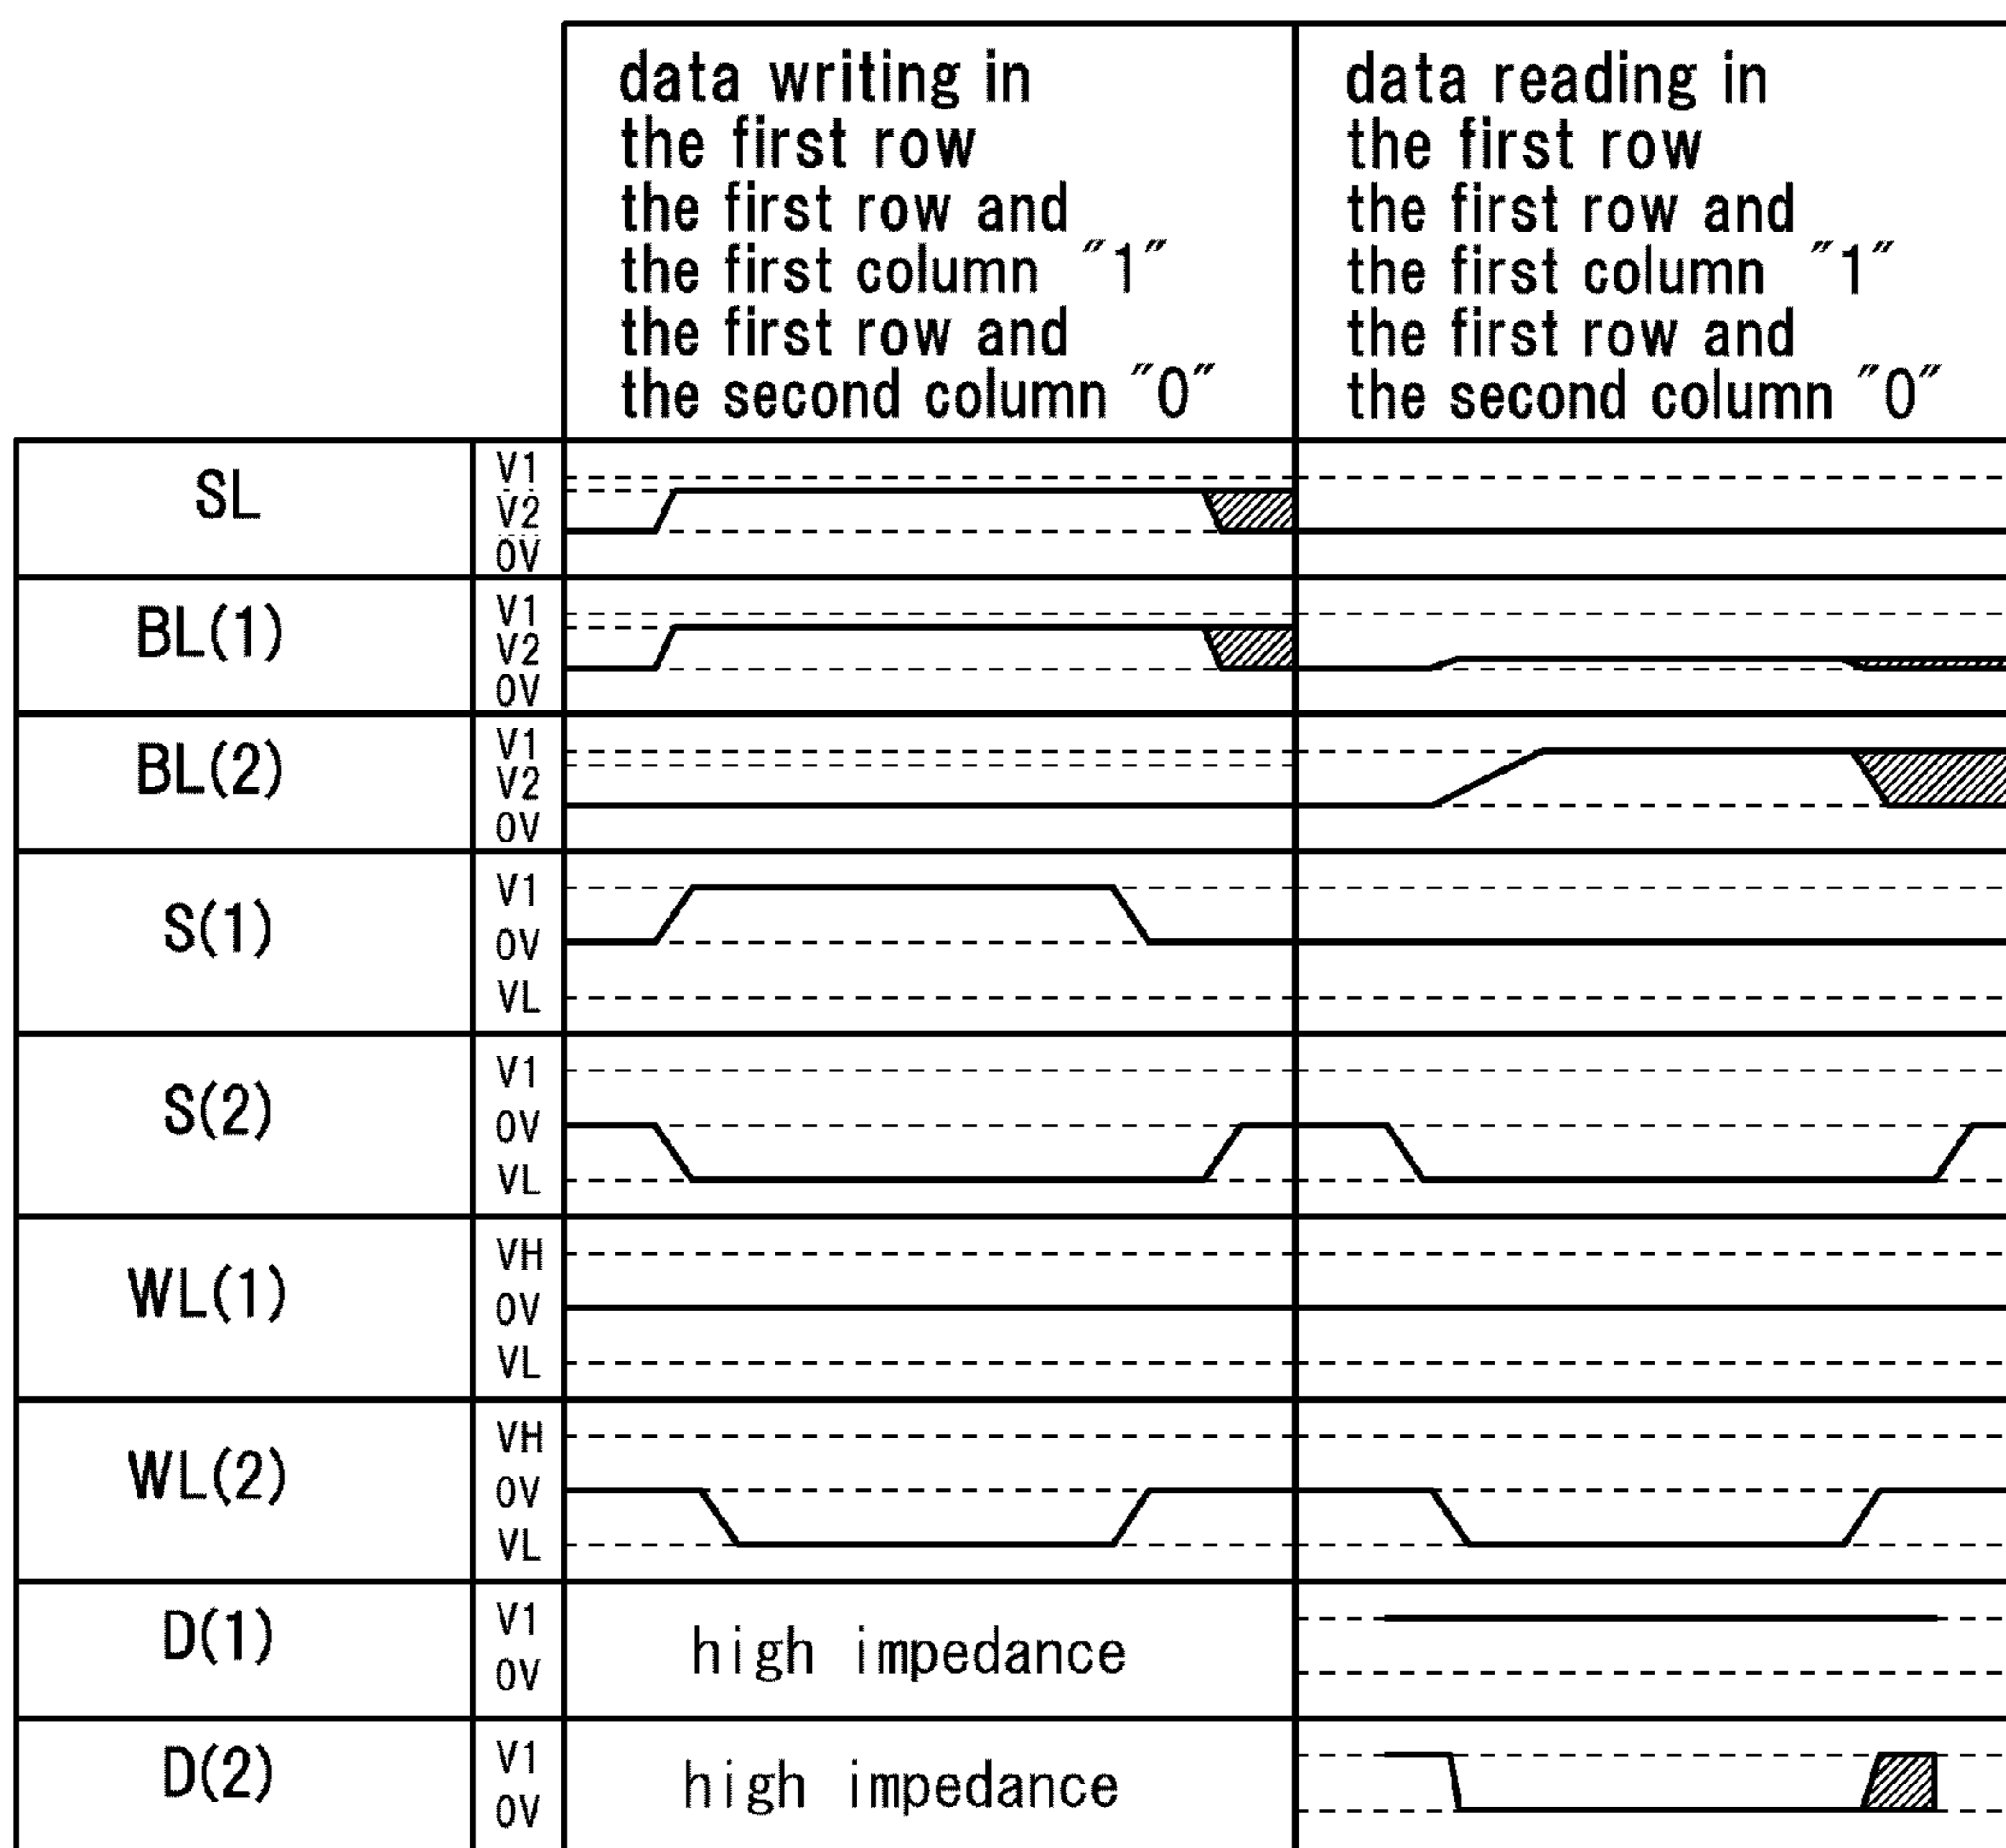 data writing in
the first row
the first row and
the first column "1"
the first row and
the second column "0"
data reading in
the first row
the first row and
the first column "1"
the first row and
the second column "0"
SL
V1
V2
0V
BL(1)
V1
V2
0V
BL(2)
V1
V2
0V
S(1)
V1
0V
VL
S(2)
V1
0V
VL
WL(1)
VH
0V
VL
WL(2)
VH
0V
VL
D(1)
V1
0V
high impedance
D(2)
V1
0V
high impedance